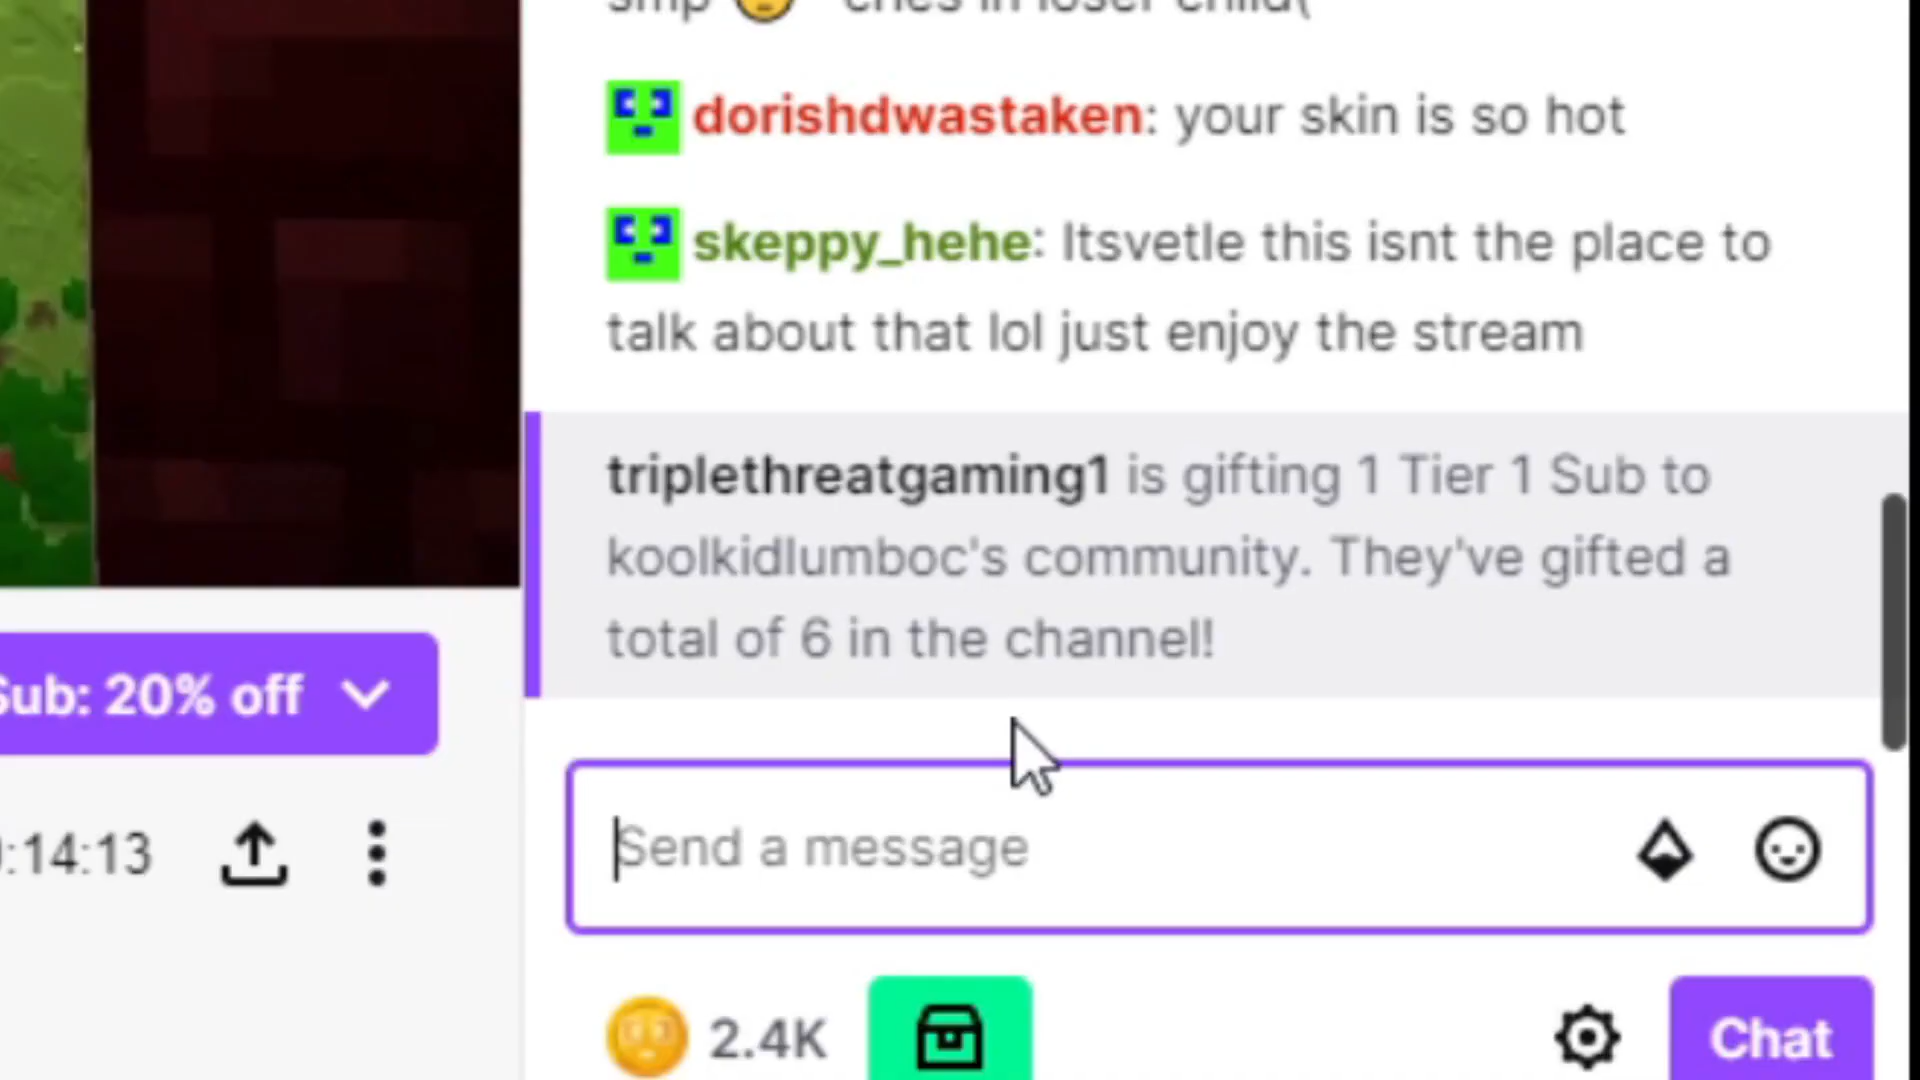 smp cries in loser child(
dorishdwastaken: your skin is so hot
skeppy_hehe: Itsvetle this isnt the place to
talk about that lol just enjoy the stream
triplethreatgaming1 is gifting 1 Tier 1 Sub to
koolkidlumboc's community. They've gifted a
total of 6 in the channel!
Sub: 20% off
:14:13
Send a message
2.4K
Chat